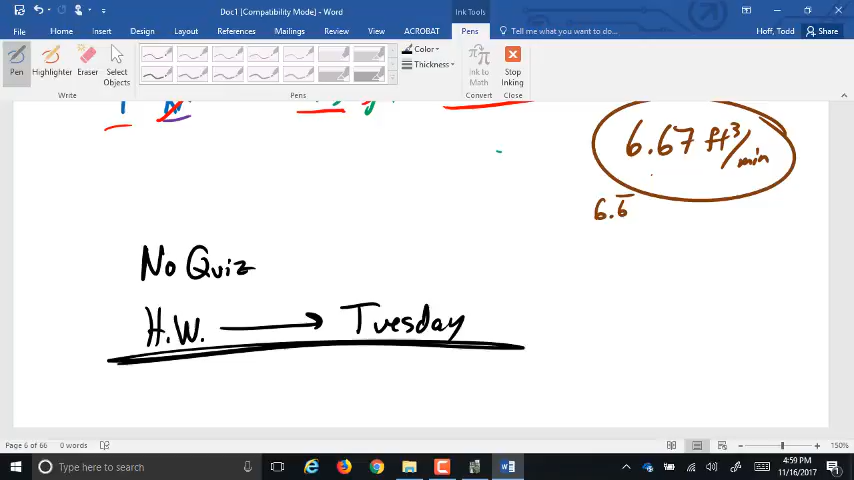 Doc1 [Compatibility Mode] - Word
Ink Tools
Hoff, Todd
File Home Insert Design Layout References Mailings Review View ACROBAT Pens Tell me what you want to do... Share
Pen Highlighter Eraser Select Objects
Color
Thickness
Ink to Math
Stop Inking
Write Pens Convert Close
6.67 ft³/min
6.6̅
No Quiz
H.W. → Tuesday
Page 6 of 66 0 words 150%
Type here to search
4:59 PM
11/16/2017